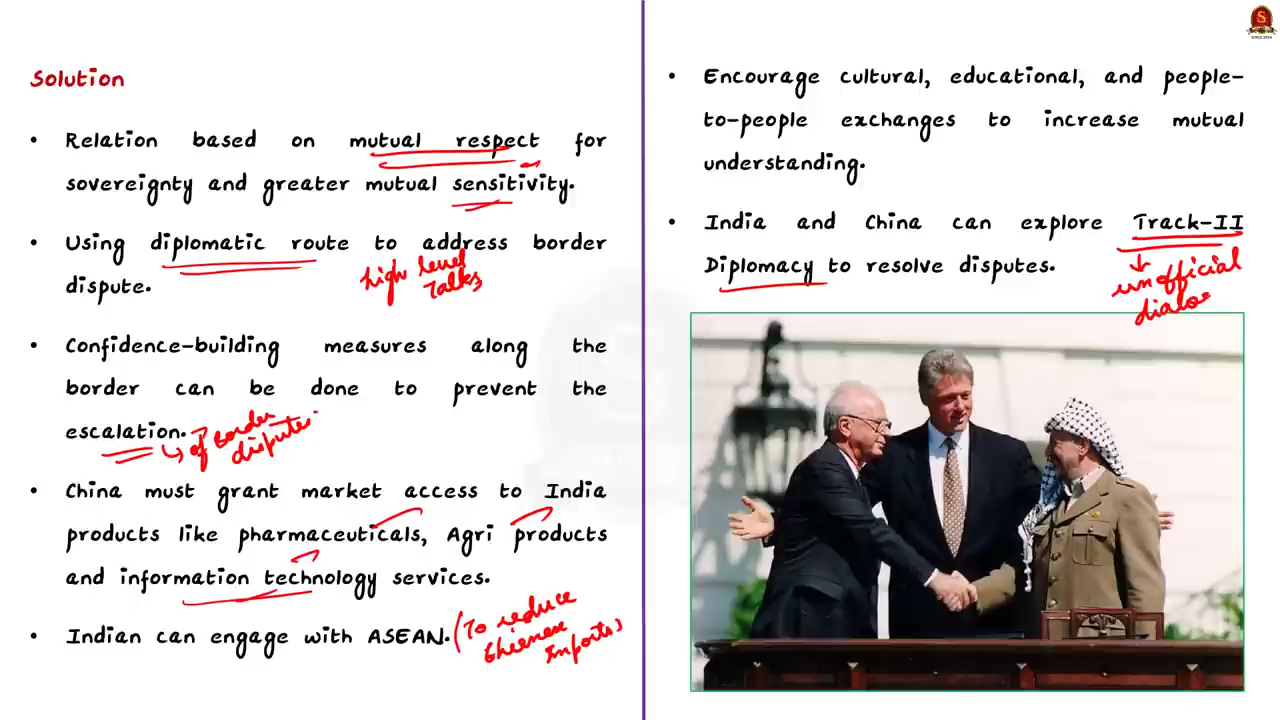 Solution
• Relation based on mutual respect for
sovereignty and greater mutual sensitivity.
• Using diplomatic route to address border
dispute.
high level
Talks
• Confidence-building measures along the
border can be done to prevent the
escalation.
of Border
disputes
• China must grant market access to India
products like pharmaceuticals, Agri products
and information technology services.
• Indian can engage with ASEAN.
(To reduce
Imports)
• Encourage cultural, educational, and people-
to-people exchanges to increase mutual
understanding.
• India and China can explore Track-II
Diplomacy to resolve disputes.
unofficial
S